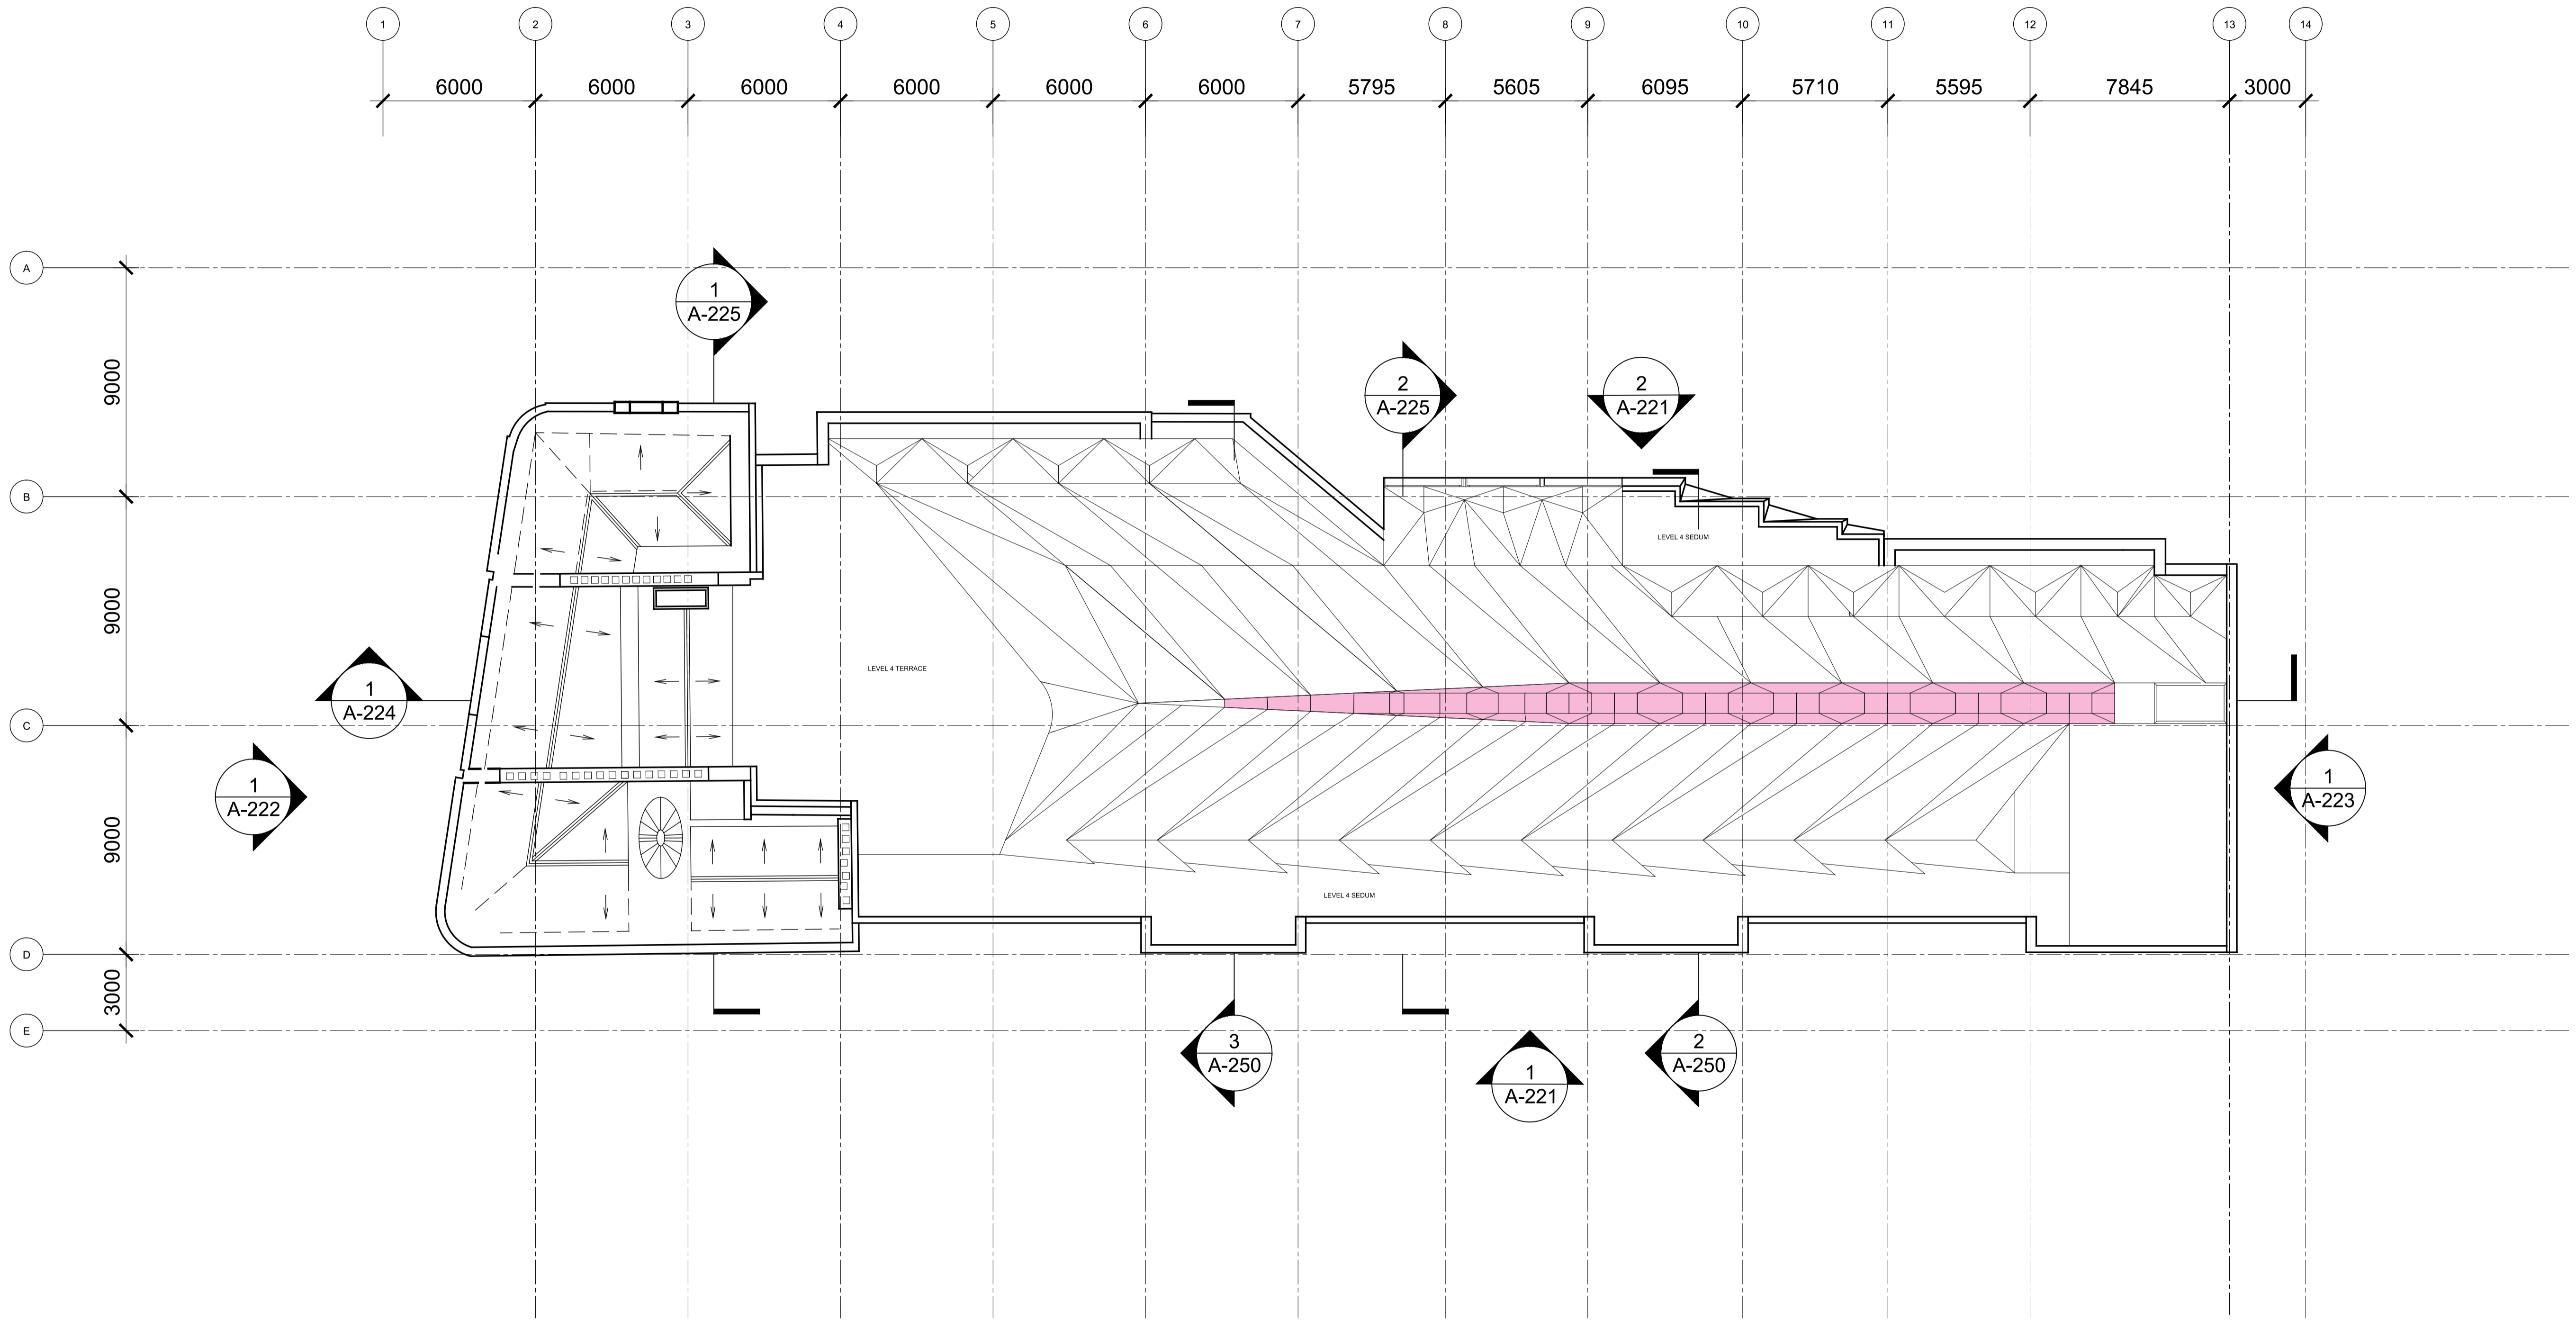 1 2 3 4 5 6 7 8 9 10 11 12 13 14
6000 6000 6000 6000 6000 6000 5795 5605 6095 5710 5595 7845 3000
A
1
A-225
9000
2
A-225
2
A-221
B
LEVEL 4 SEDUM
9000
LEVEL 4 TERRACE
1
A-224
C
1
A-222
1
A-223
9000
LEVEL 4 SEDUM
D
3000
E
3
A-250
2
A-250
1
A-221